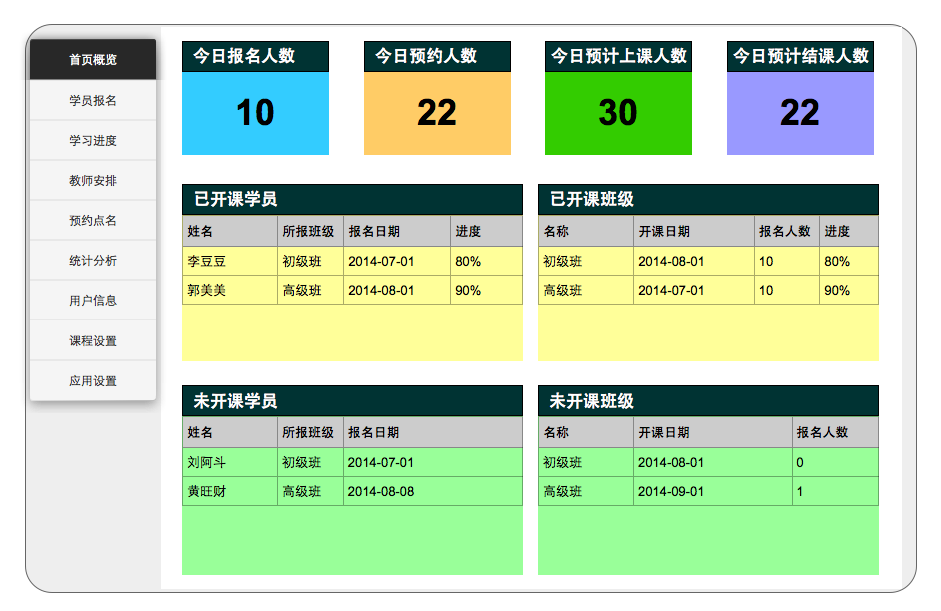 首页概览
学员报名
学习进度
教师安排
预约点名
统计分析
用户信息
课程设置
应用设置
今日报名人数 今日预约人数 今日预计上课人数 今日预计结课人数
10 22 30 22
已开课学员
姓名 所报班级 报名日期 进度
李豆豆 初级班 2014-07-01 80%
郭美美 高级班 2014-08-01 90%
已开课班级
名称 开课日期 报名人数 进度
初级班 2014-08-01 10 80%
高级班 2014-07-01 10 90%
未开课学员
姓名 所报班级 报名日期
刘阿斗 初级班 2014-07-01
黄旺财 高级班 2014-08-08
未开课班级
名称 开课日期 报名人数
初级班 2014-08-01 0
高级班 2014-09-01 1